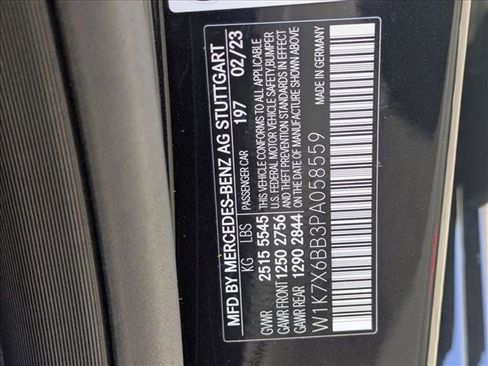 MFD BY MERCEDES-BENZ AG STUTTGART
PASSENGER CAR 197 02/23
THIS VEHICLE CONFORMS TO ALL APPLICABLE
U.S. FEDERAL MOTOR VEHICLE SAFETY, BUMPER
AND THEFT PREVENTION STANDARDS IN EFFECT
ON THE DATE OF MANUFACTURE SHOWN ABOVE
KG LBS
GVWR 2515 5545
GAWR FRONT 1250 2756
GAWR REAR 1290 2844
W1K7X6BB3PA058559
MADE IN GERMANY